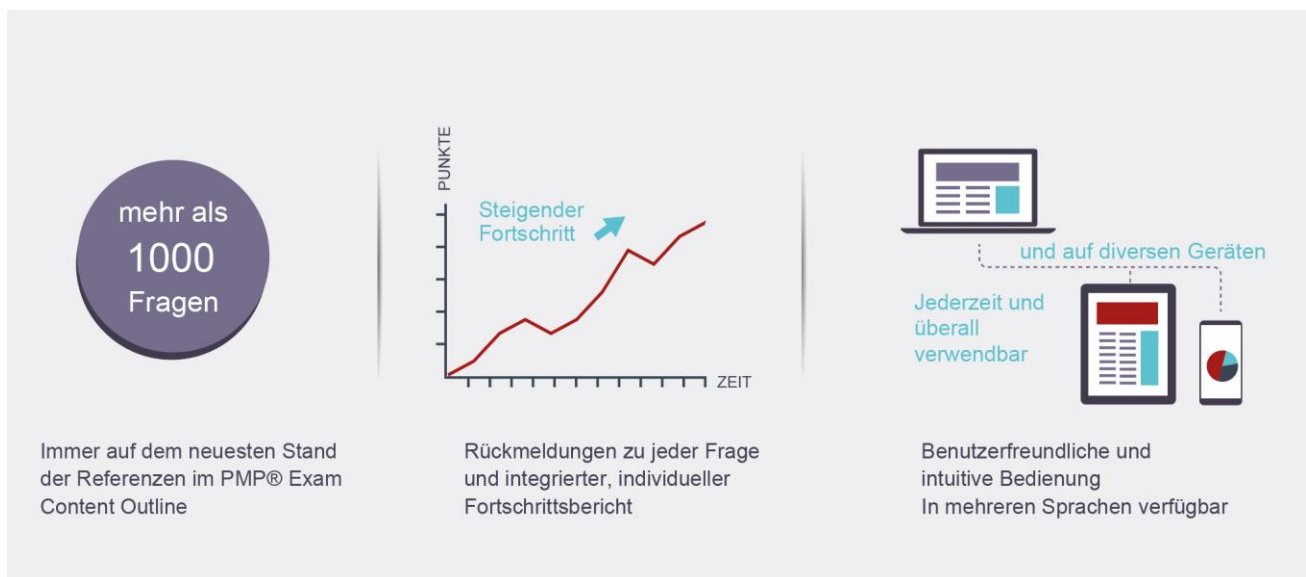 mehr als
1000
Fragen
Immer auf dem neuesten Stand
der Referenzen im PMP® Exam
Content Outline
PUNKTE
Steigender
Fortschritt
ZEIT
Rückmeldungen zu jeder Frage
und integrierter, individueller
Fortschrittsbericht
und auf diversen Geräten
Jederzeit und
überall
verwendbar
Benutzerfreundliche und
intuitive Bedienung
In mehreren Sprachen verfügbar